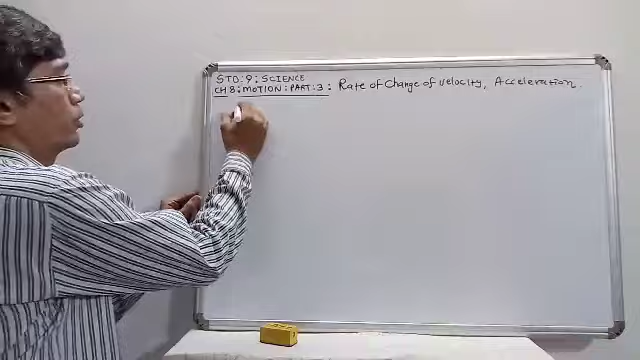 STD: 9: SCIENCE
CH 8: MOTION: PART: 3: Rate of Change of Velocity, Acceleration.